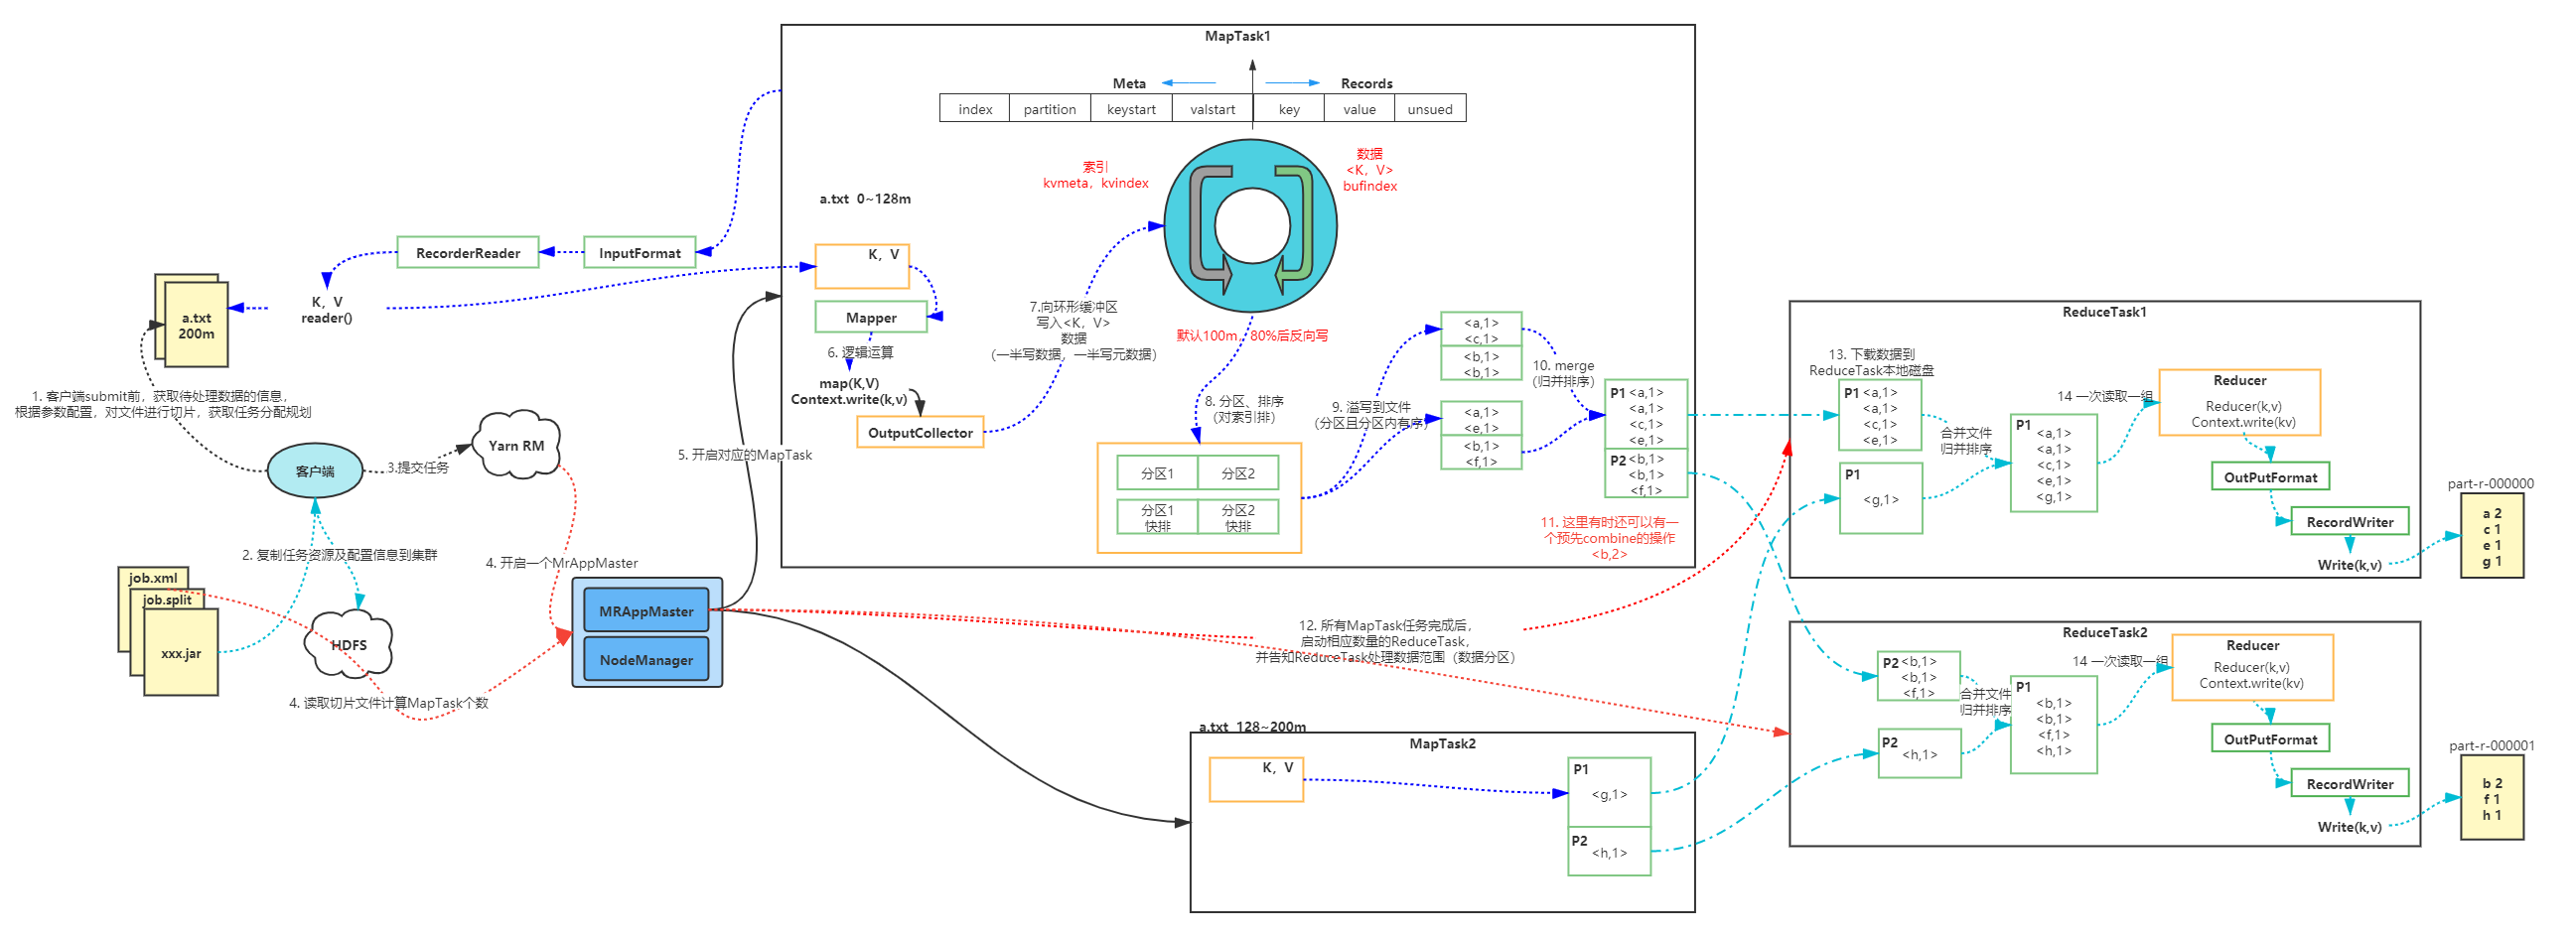 MapTask1
Meta
Records
index
partition
keystart
valstart
key
value
unsued
索引
kvmeta，kvindex
数据
<K，V>
bufindex
a.txt  0~128m
K，V
Mapper
6. 逻辑运算
map(K,V)
Context.write(k,v)
OutputCollector
7.向环形缓冲区
写入<K，V>
数据
（一半写数据，一半写元数据）
默认100m，80%后反向写
8. 分区、排序
（对索引排）
分区1
分区2
分区1
快排
分区2
快排
9. 溢写到文件
（分区且分区内有序）
<a,1>
<c,1>
<b,1>
<b,1>
<a,1>
<e,1>
<b,1>
<f,1>
10. merge
（归并排序）
P1
<a,1>
<a,1>
<c,1>
<e,1>
P2
<b,1>
<b,1>
<f,1>
11. 这里有时还可以有一
个预先combine的操作
<b,2>
RecorderReader
InputFormat
K，V
reader()
a.txt
200m
1. 客户端submit前，获取待处理数据的信息，
根据参数配置，对文件进行切片，获取任务分配规划
客户端
3.提交任务
Yarn RM
2. 复制任务资源及配置信息到集群
job.xml
job.split
xxx.jar
HDFS
4. 开启一个MrAppMaster
4. 读取切片文件计算MapTask个数
MRAppMaster
NodeManager
5. 开启对应的MapTask
12. 所有MapTask任务完成后，
启动相应数量的ReduceTask，
并告知ReduceTask处理数据范围（数据分区）
a.txt  128~200m
MapTask2
K，V
P1
<g,1>
P2
<h,1>
ReduceTask1
13. 下载数据到
ReduceTask本地磁盘
P1
<a,1>
<a,1>
<c,1>
<e,1>
P1
<g,1>
合并文件
归并排序
P1
<a,1>
<a,1>
<c,1>
<e,1>
<g,1>
14 一次读取一组
Reducer
Reducer(k,v)
Context.write(kv)
OutPutFormat
RecordWriter
Write(k,v)
part-r-000000
a 2
c 1
e 1
g 1
ReduceTask2
P2
<b,1>
<b,1>
<f,1>
P2
<h,1>
合并文件
归并排序
P1
<b,1>
<b,1>
<f,1>
<h,1>
14 一次读取一组
Reducer
Reducer(k,v)
Context.write(kv)
OutPutFormat
RecordWriter
Write(k,v)
part-r-000001
b 2
f 1
h 1